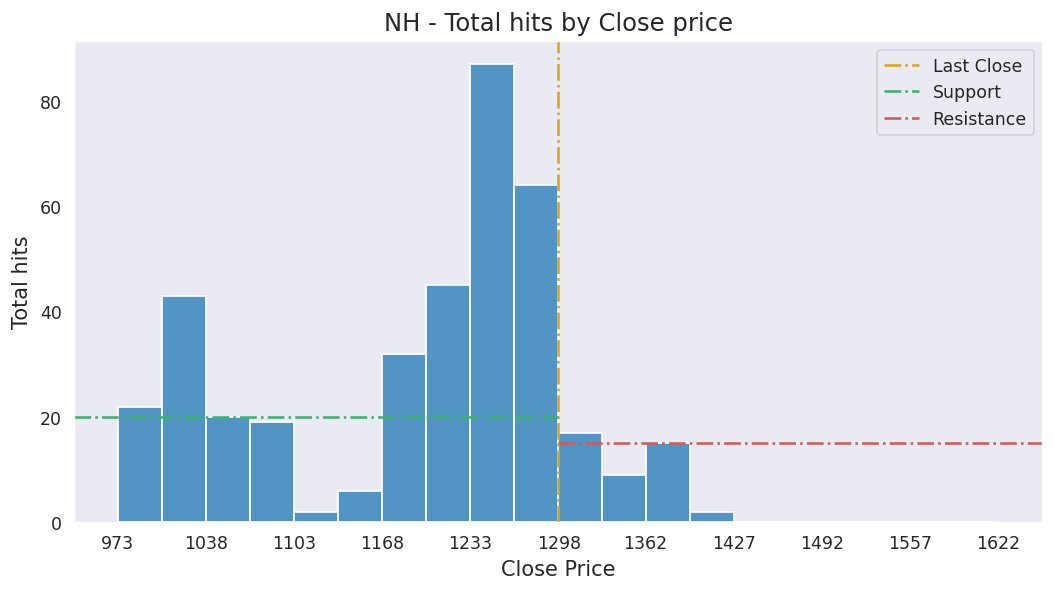 NH - Total hits by Close price
Last Close
Support
Resistance
Total hits
80
60
40
20
0
973 1038 1103 1168 1233 1298 1362 1427 1492 1557 1622
Close Price